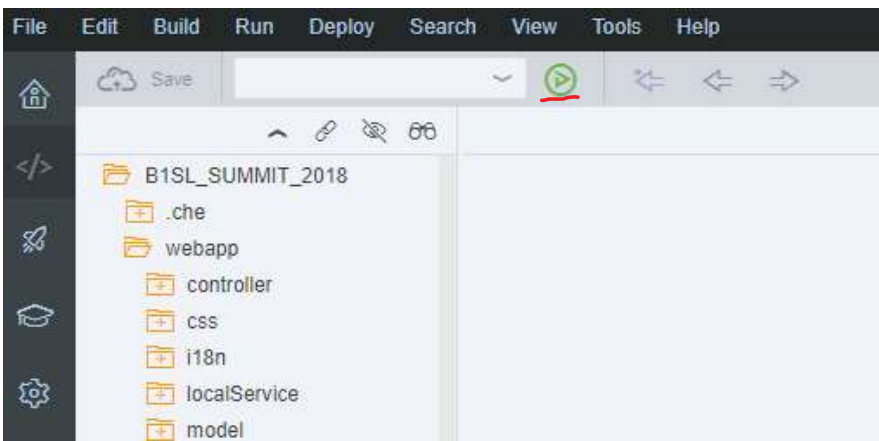 File Edit Build Run Deploy Search View Tools Help
Save
B1SL_SUMMIT_2018
.che
webapp
controller
css
i18n
localService
model